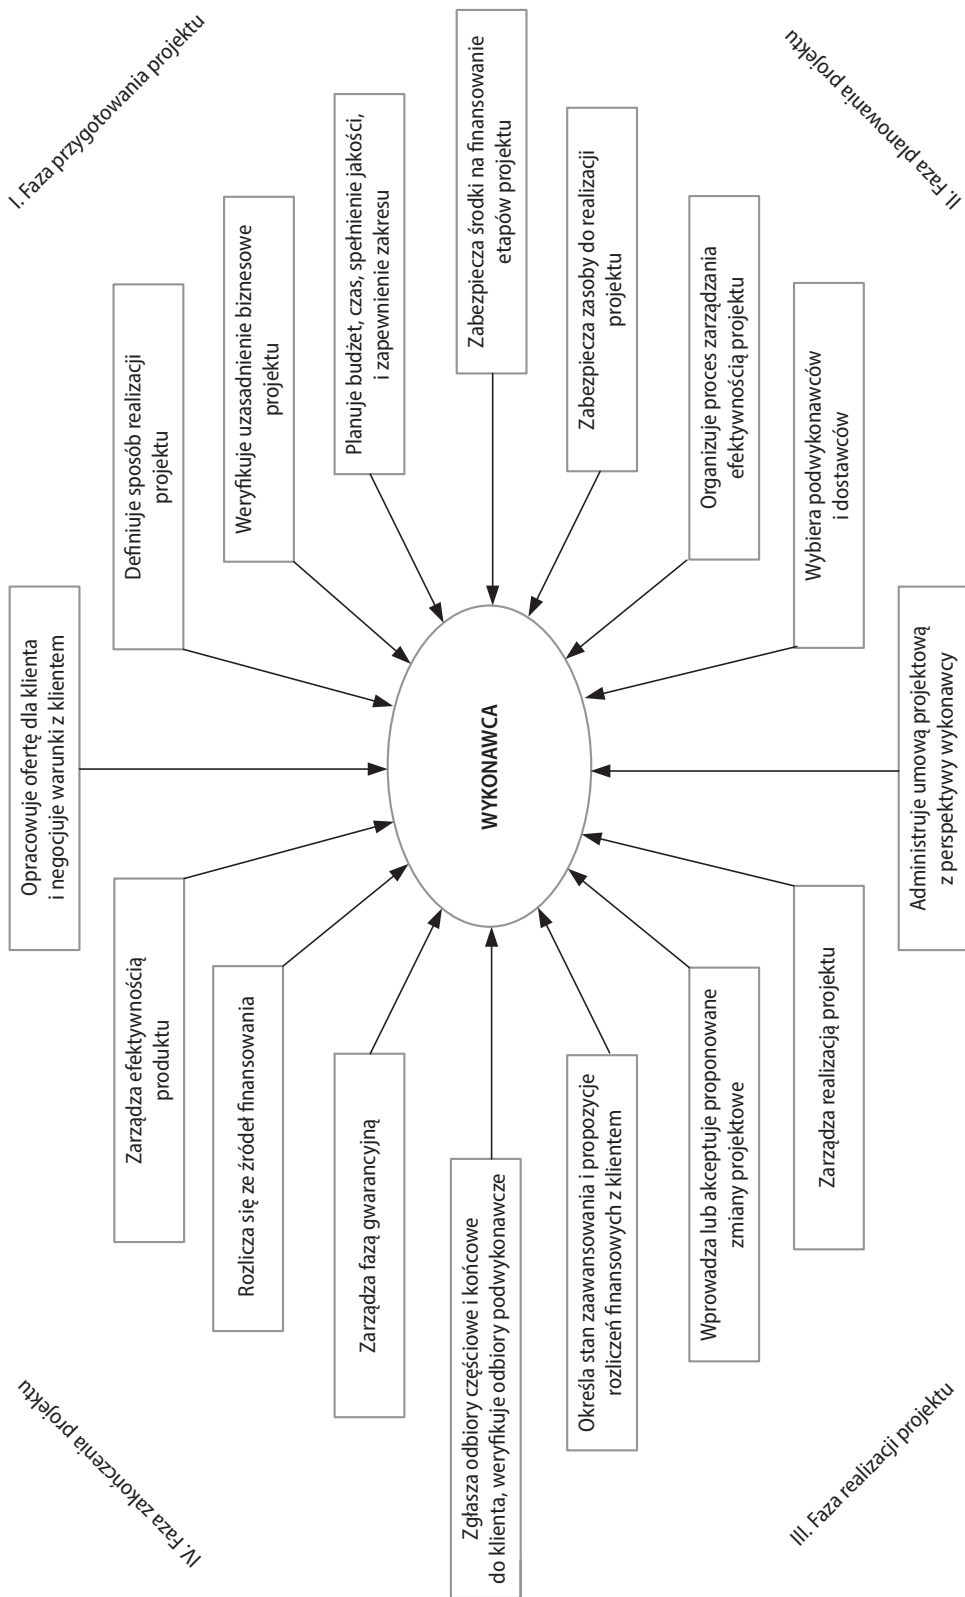 I. Faza przygotowania projektu
Opracowuje ofertę dla klienta
i negocjuje warunki z klientem
Definiuje sposób realizacji
projektu
Weryfikuje uzasadnienie biznesowe
projektu
Planuje budżet, czas, spełnienie jakości,
i zapewnienie zakresu
Zabezpiecza środki na finansowanie
etapów projektu
II. Faza planowania projektu
Zabezpiecza zasoby do realizacji
projektu
Organizuje proces zarządzania
efektywnością projektu
Wybiera podwykonawców
i dostawców
Administruje umową projektową
z perspektywy wykonawcy
III. Faza realizacji projektu
Zarządza realizacją projektu
Wprowadza lub akceptuje proponowane
zmiany projektowe
Określa stan zaawansowania i propozycje
rozliczeń finansowych z klientem
Zgłasza odbiory częściowe i końcowe
do klienta, weryfikuje odbiory podwykonawcze
IV. Faza zakończenia projektu
Zarządza fazą gwarancyjną
Rozlicza się ze źródeł finansowania
Zarządza efektywnością
produktu
WYKONAWCA